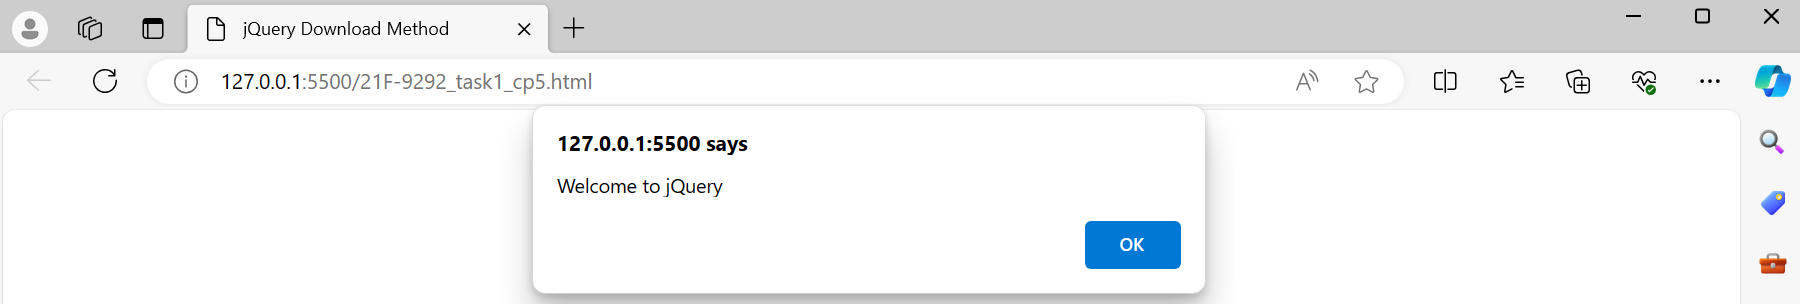 jQuery Download Method
127.0.0.1:5500/21F-9292_task1_cp5.html
127.0.0.1:5500 says
Welcome to jQuery
OK